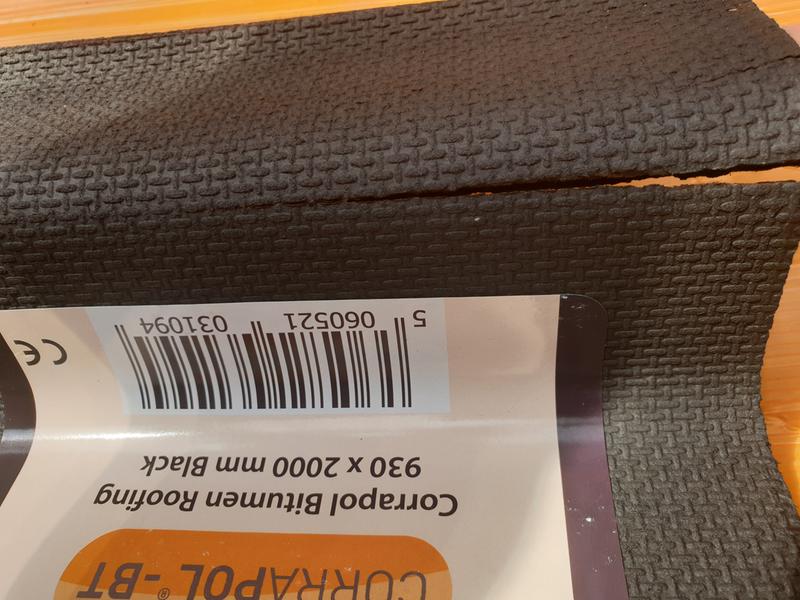 CORRAPOL®-BT
Corrapol Bitumen Roofing
930 x 2000 mm Black
5 060521 031094
CE